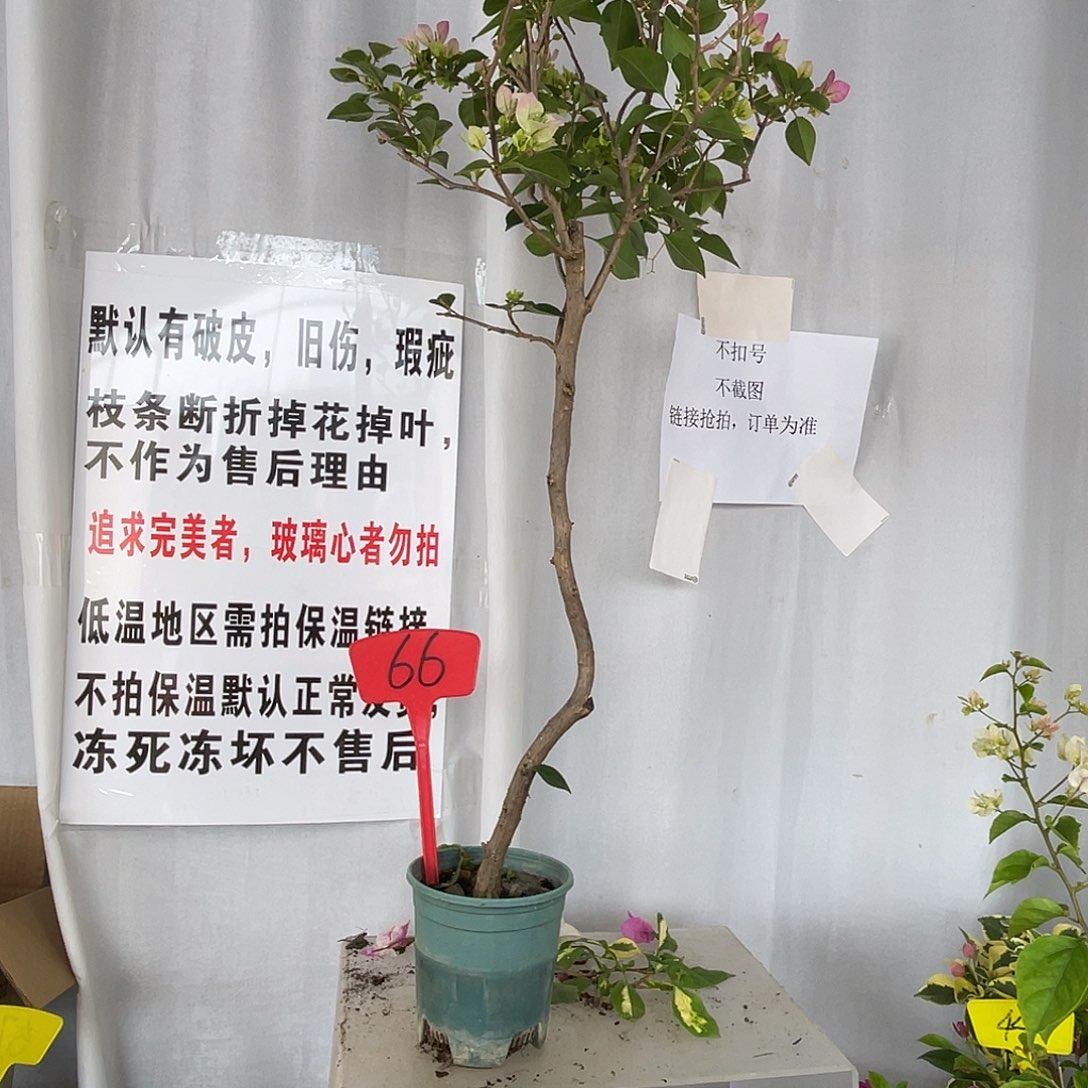 默认有破皮，旧伤，瑕疵
枝条断折掉花掉叶，
不作为售后理由
追求完美者，玻璃心者勿拍
低温地区需拍保温链接
不拍保温默认正常
冻死冻坏不售后
66
不扣号
不截图
链接抢拍，订单为准